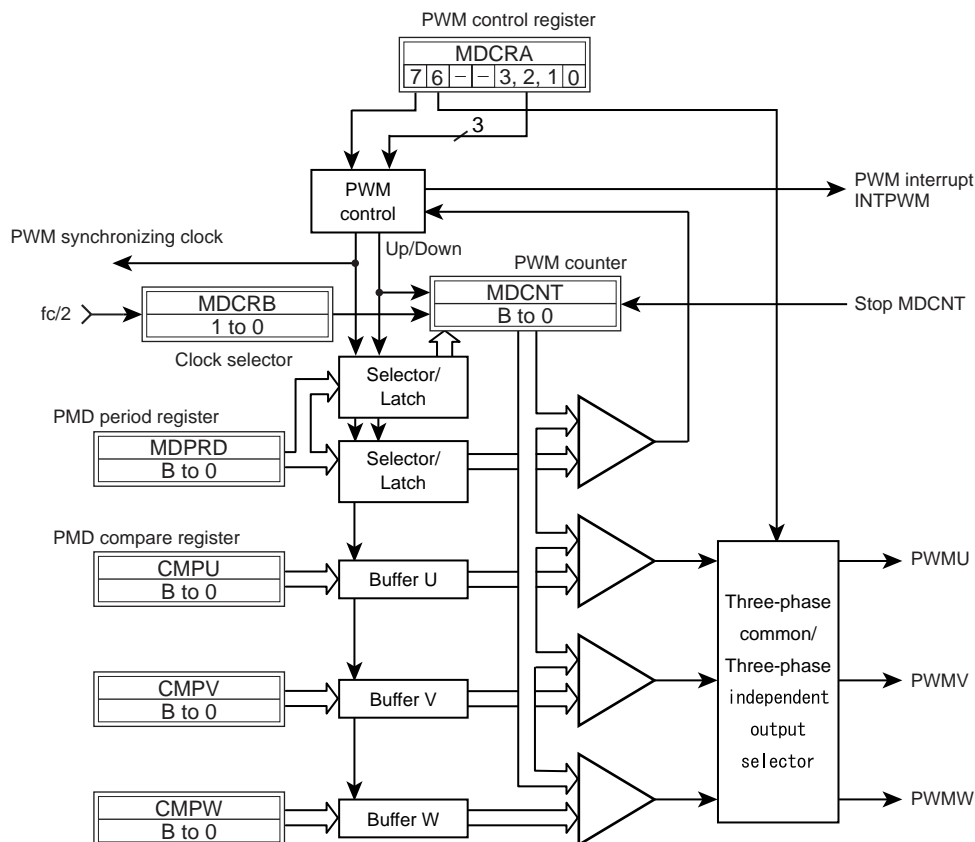 PWM control register
MDCRA
7 6 – – 3, 2, 1 0
3
PWM
control
PWM interrupt
INTPWM
PWM synchronizing clock
Up/Down
PWM counter
fc/2
MDCRB
1 to 0
MDCNT
B to 0
Stop MDCNT
Clock selector
Selector/
Latch
PMD period register
MDPRD
B to 0
Selector/
Latch
PMD compare register
CMPU
B to 0
Buffer U
PWMU
Three-phase
common/
Three-phase
independent
output
selector
CMPV
B to 0
Buffer V
PWMV
CMPW
B to 0
Buffer W
PWMW